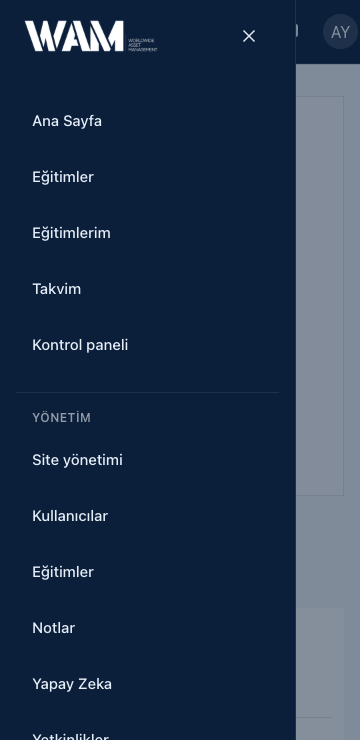 WAM
WORLDWIDE
ASSET
MANAGEMENT
AY
Ana Sayfa
Eğitimler
Eğitimlerim
Takvim
Kontrol paneli
YÖNETİM
Site yönetimi
Kullanıcılar
Eğitimler
Notlar
Yapay Zeka
Yetkinlikler